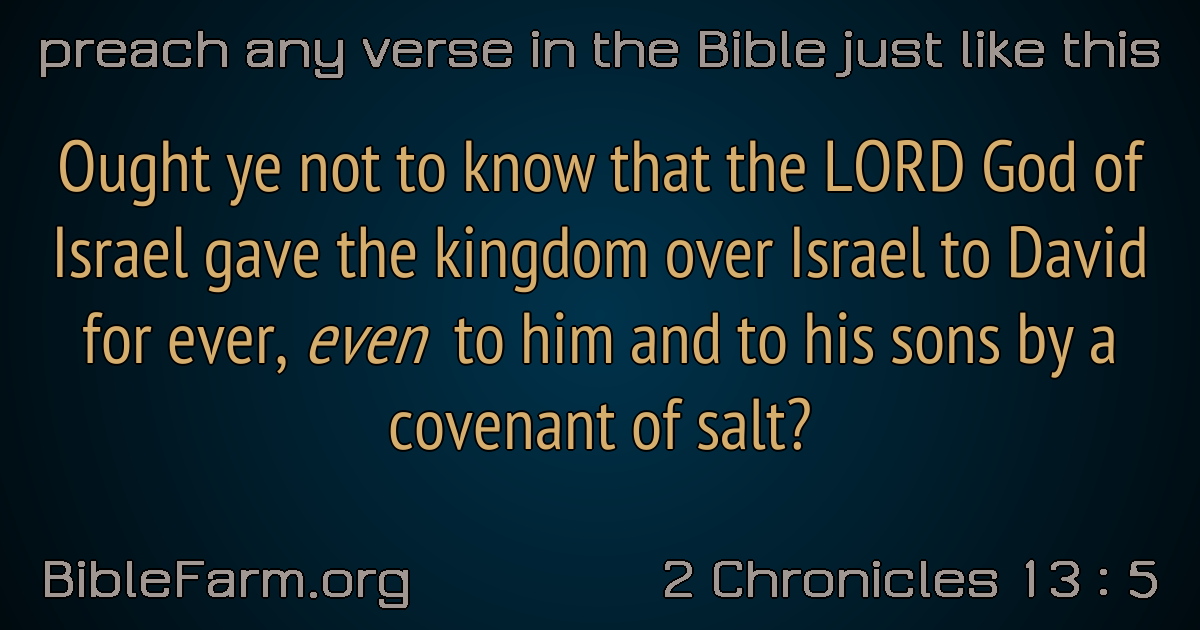 preach any verse in the Bible just like this
Ought ye not to know that the LORD God of
Israel gave the kingdom over Israel to David
for ever, even to him and to his sons by a
covenant of salt?
BibleFarm.org
2 Chronicles 13 : 5